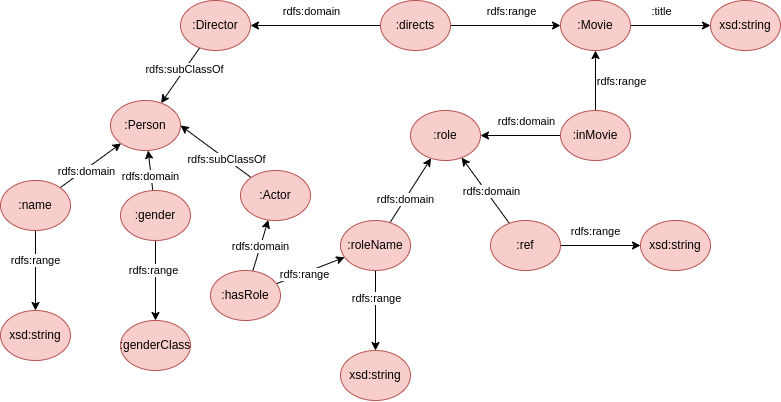 :Director
rdfs:domain
:directs
rdfs:range
:Movie
:title
xsd:string
rdfs:subClassOf
rdfs:range
:Person
:role
rdfs:domain
:inMovie
rdfs:domain
rdfs:domain
rdfs:subClassOf
:Actor
rdfs:domain
rdfs:domain
:name
:gender
rdfs:domain
:roleName
:ref
rdfs:range
xsd:string
rdfs:range
rdfs:range
rdfs:range
:hasRole
rdfs:range
xsd:string
:genderClass
xsd:string